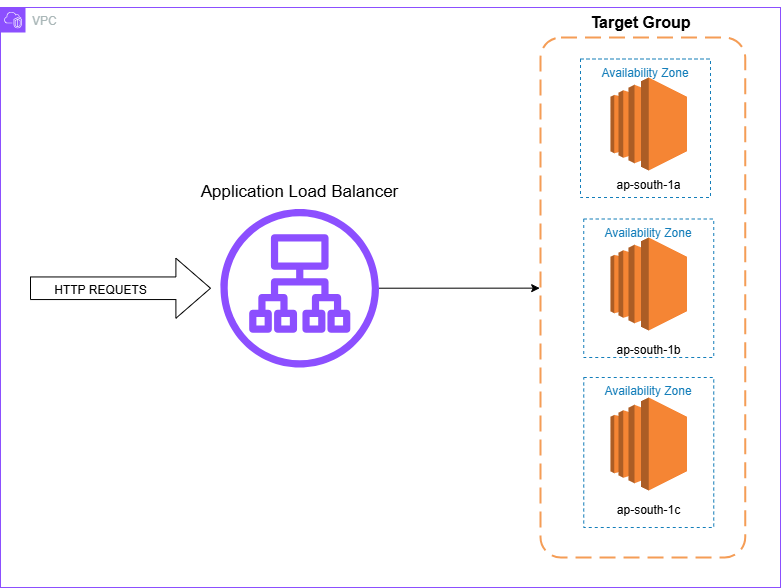 VPC
Target Group
Availability Zone
ap-south-1a
Application Load Balancer
Availability Zone
HTTP REQUETS
ap-south-1b
Availability Zone
ap-south-1c